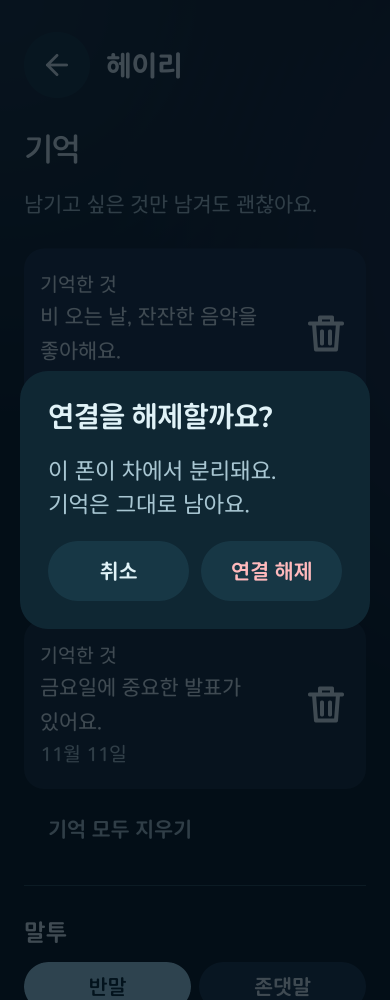 헤이리
기억
남기고 싶은 것만 남겨도 괜찮아요.
기억한 것
비 오는 날, 잔잔한 음악을
좋아해요.
연결을 해제할까요?
이 폰이 차에서 분리돼요.
기억은 그대로 남아요.
취소
연결 해제
기억한 것
금요일에 중요한 발표가
있어요.
11월 11일
기억 모두 지우기
말투
반말
존댓말